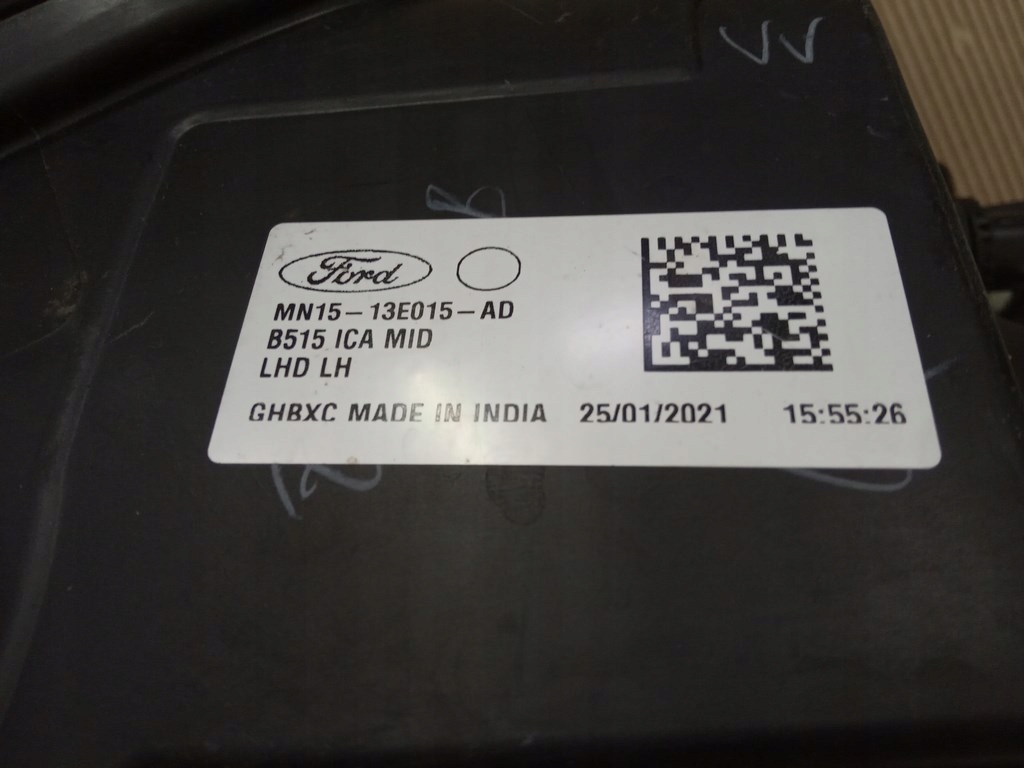 VV
B
Ford
MN15-13E015-AD
B515 ICA MID
LHD LH
GHBXC MADE IN INDIA 25/01/2021 15:55:26